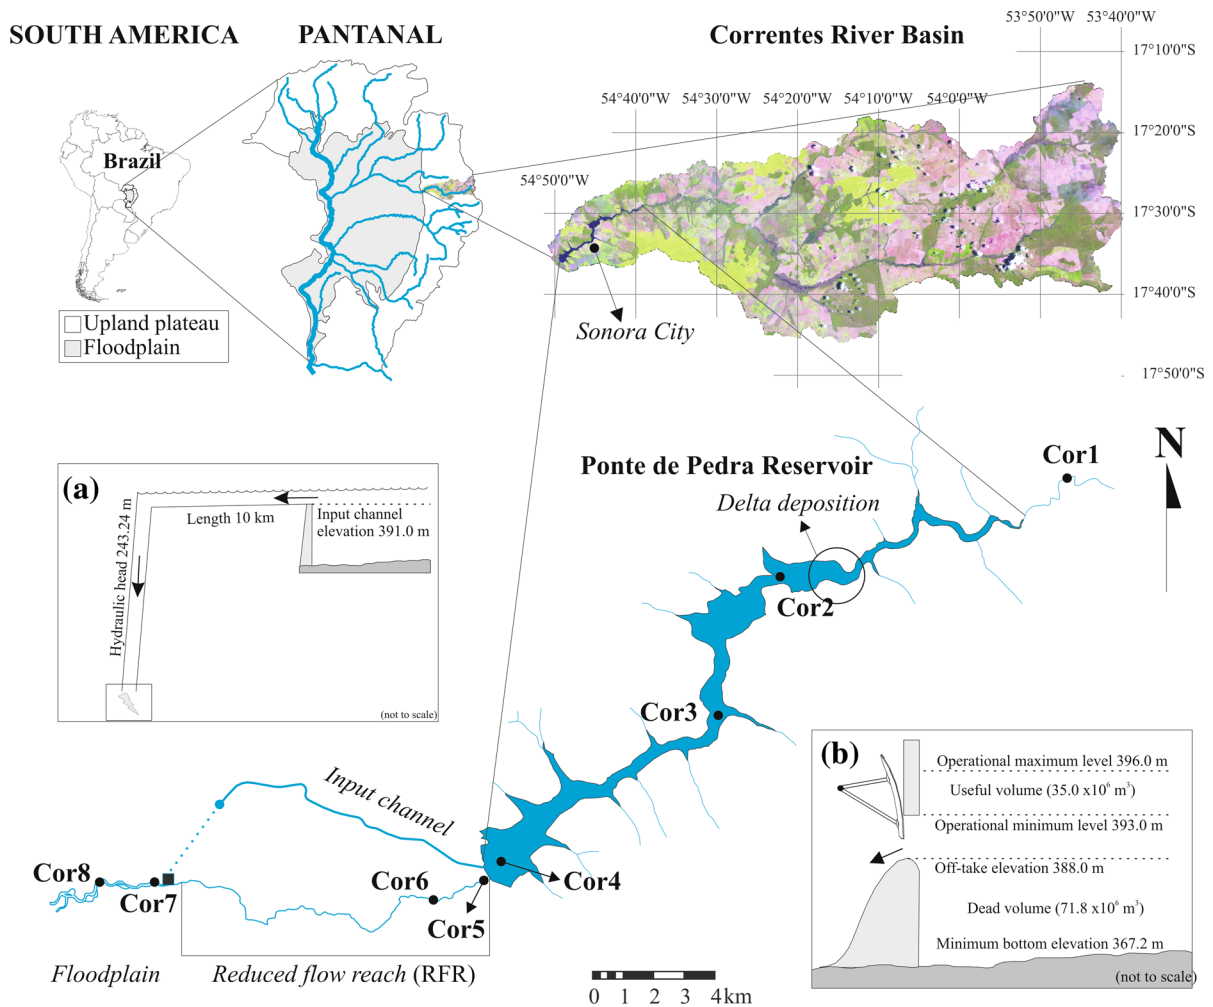 SOUTH AMERICA
PANTANAL
Correntes River Basin
53°50'0"W 53°40'0"W
17°10'0"S
54°40'0"W 54°30'0"W 54°20'0"W 54°10'0"W 54°0'0"W
17°20'0"S
Brazil
54°50'0"W
17°30'0"S
17°40'0"S
Sonora City
17°50'0"S
Upland plateau
Floodplain
(a)
Hydraulic head 243.24 m
Length 10 km
Input channel
elevation 391.0 m
(not to scale)
Ponte de Pedra Reservoir
Delta deposition
N
Cor1
Cor2
Cor3
Cor4
Cor5
Cor6
Cor7
Cor8
Input channel
Floodplain
Reduced flow reach (RFR)
0 1 2 4 km
(b)
Operational maximum level 396.0 m
Useful volume (35.0 x10⁶ m³)
Operational minimum level 393.0 m
Off-take elevation 388.0 m
Dead volume (71.8 x10⁶ m³)
Minimum bottom elevation 367.2 m
(not to scale)